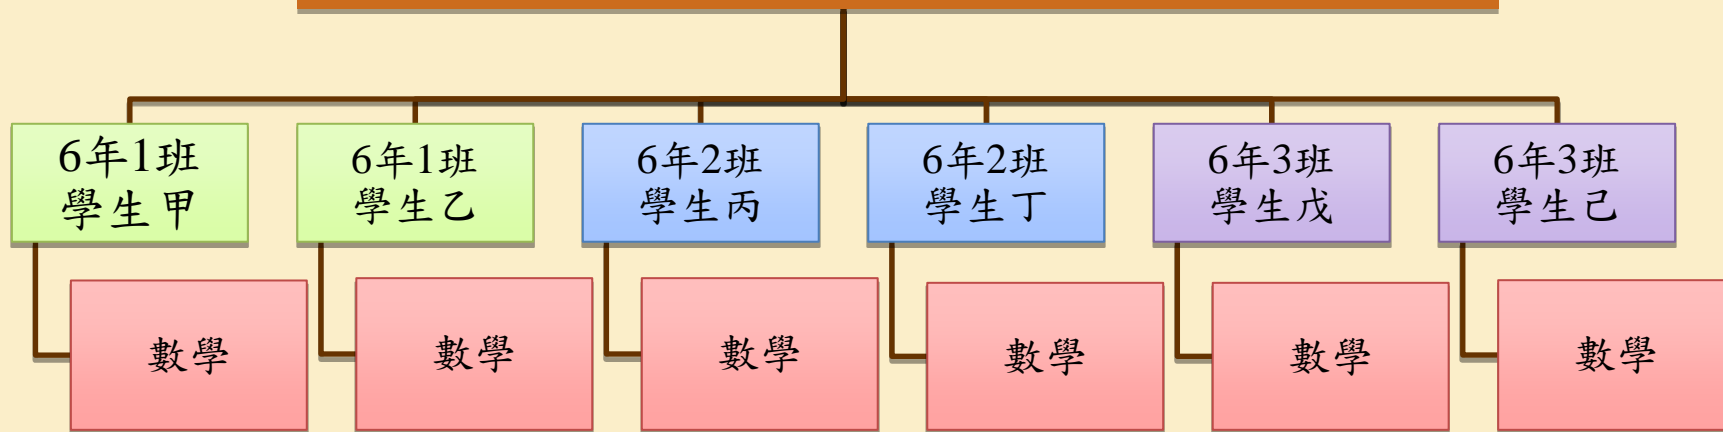 6年1班
學生甲
6年1班
學生乙
6年2班
學生丙
6年2班
學生丁
6年3班
學生戊
6年3班
學生己
數學
數學
數學
數學
數學
數學